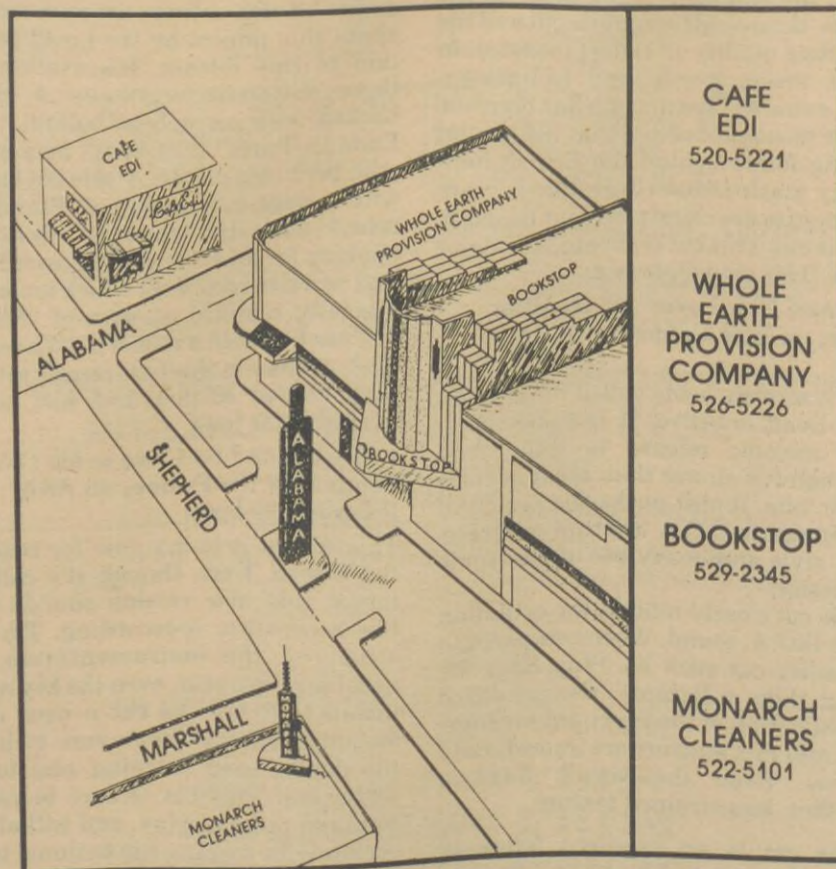 CAFE
EDI
ALABAMA
SHEPHERD
MARSHALL
WHOLE EARTH
PROVISION COMPANY
BOOKSTOP
BOOKSTOP
ALABAMA
MONARCH
MONARCH
CLEANERS
CAFE
EDI
520-5221
WHOLE
EARTH
PROVISION
COMPANY
526-5226
BOOKSTOP
529-2345
MONARCH
CLEANERS
522-5101